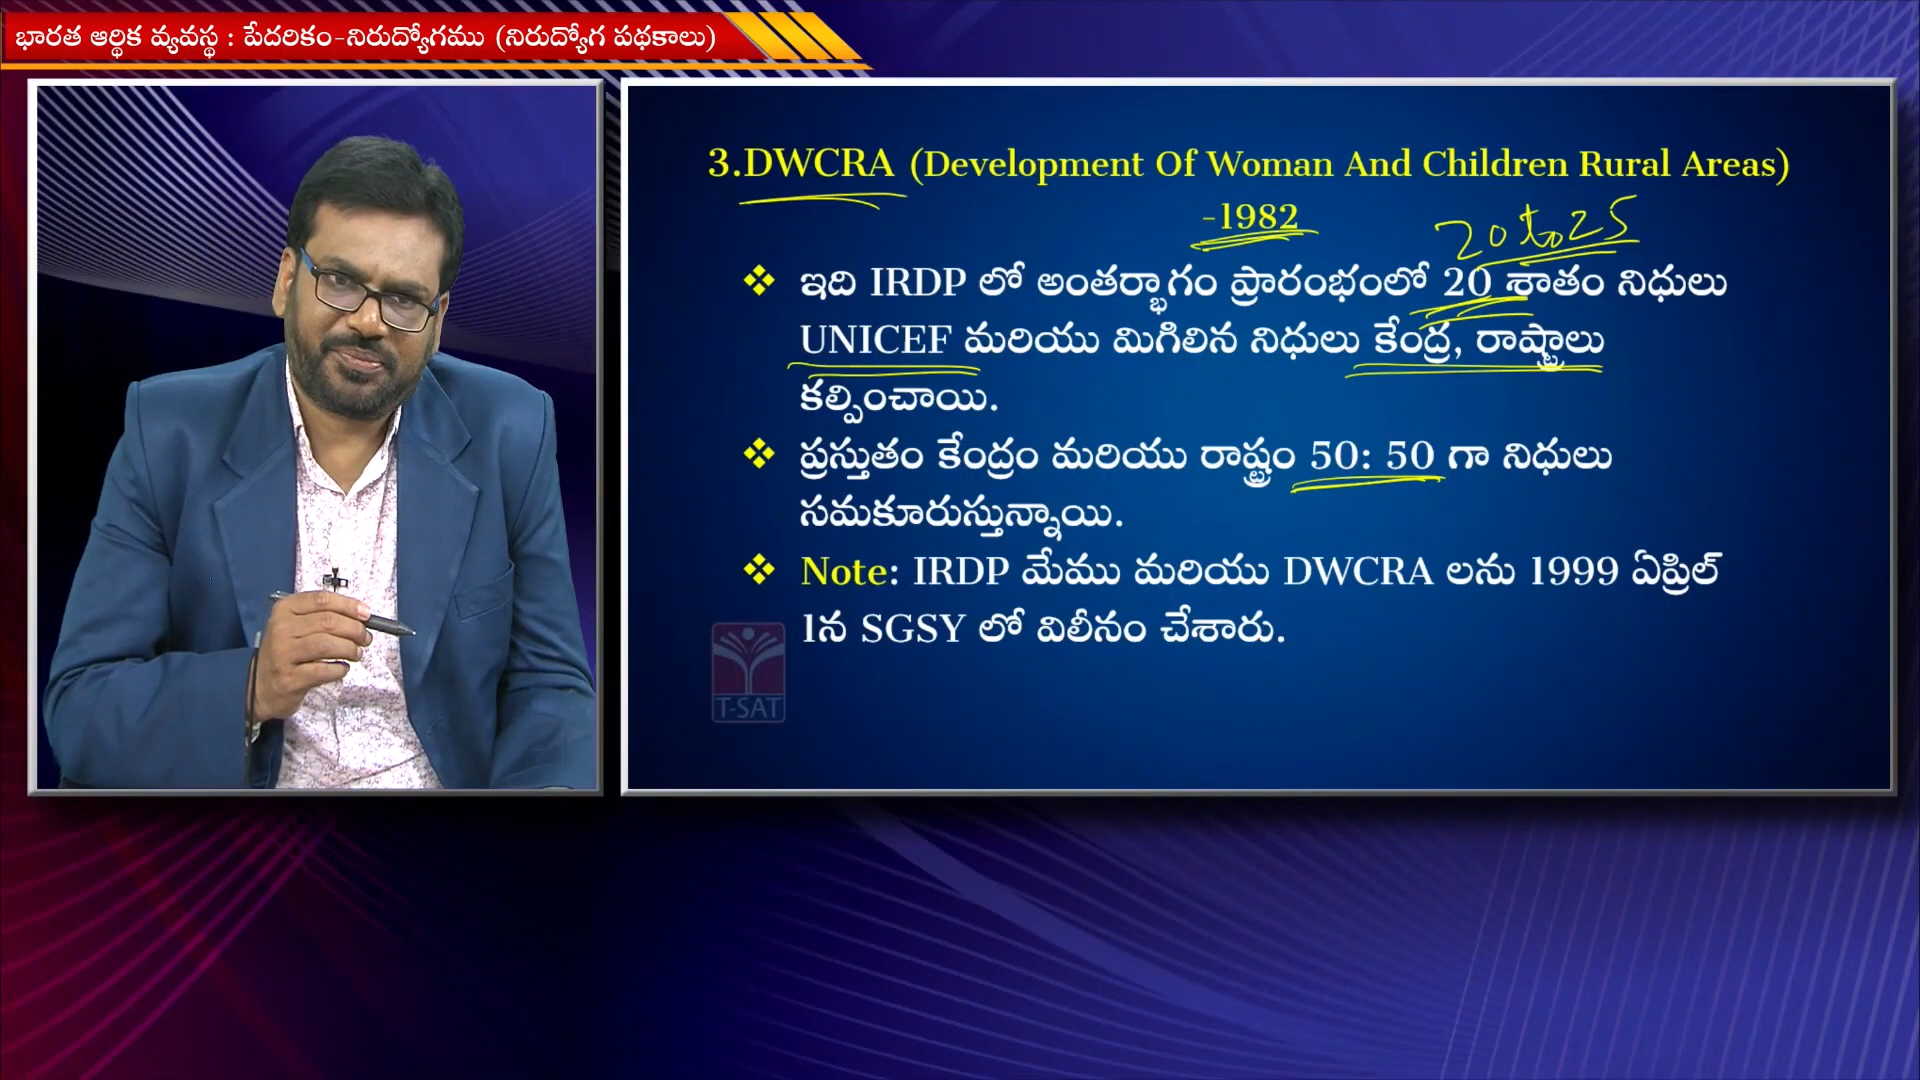 భారత ఆర్థిక వ్యవస్థ : పేదరికం-నిరుద్యోగము (నిరుద్యోగ పథకాలు)
3.DWCRA (Development Of Woman And Children Rural Areas)
-1982
20 to 25
❖ ఇది IRDP లో అంతర్భాగం ప్రారంభంలో 20 శాతం నిధులు
UNICEF మరియు మిగిలిన నిధులు కేంద్ర, రాష్ట్రాలు
కల్పించాయి.
❖ ప్రస్తుతం కేంద్రం మరియు రాష్ట్రం 50: 50 గా నిధులు
సమకూరుస్తున్నాయి.
❖ Note: IRDP మేము మరియు DWCRA లను 1999 ఏప్రిల్
1న SGSY లో విలీనం చేశారు.
T-SAT